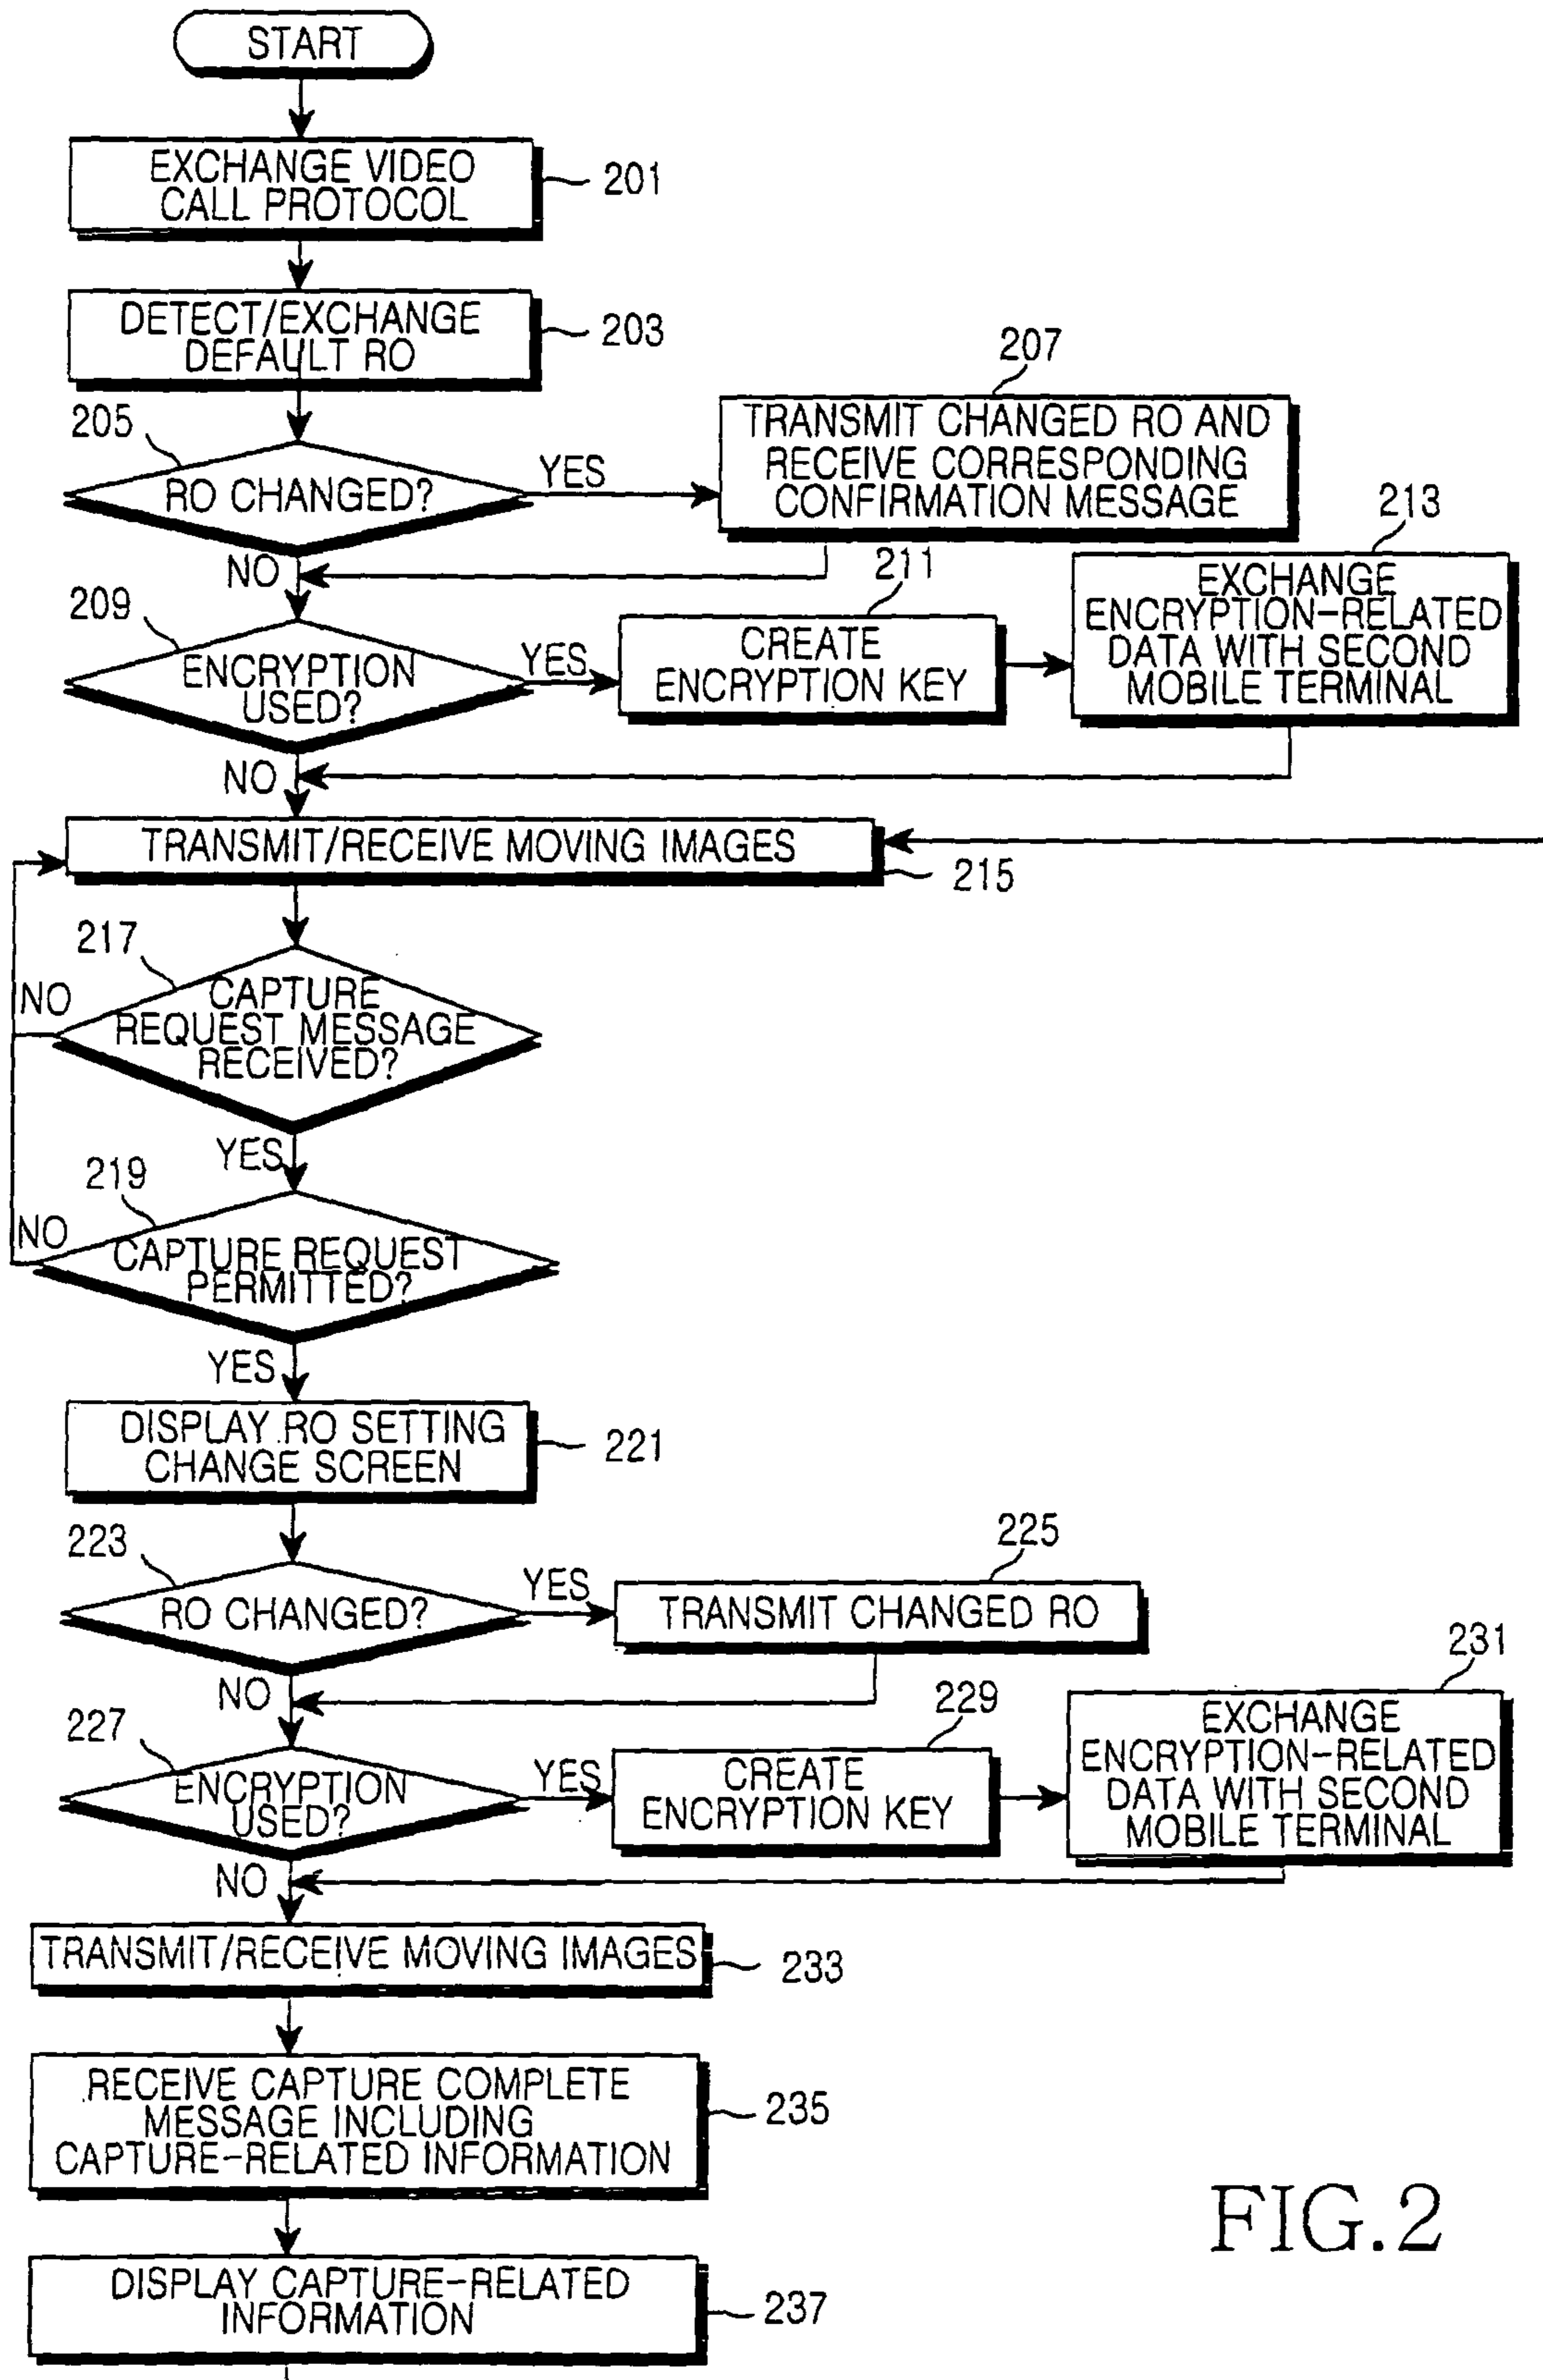 START
EXCHANGE VIDEO
CALL PROTOCOL
201
DETECT/EXCHANGE
DEFAULT RO
203
205
RO CHANGED?
YES
207
TRANSMIT CHANGED RO AND
RECEIVE CORRESPONDING
CONFIRMATION MESSAGE
NO
209
ENCRYPTION
USED?
YES
211
CREATE
ENCRYPTION KEY
213
EXCHANGE
ENCRYPTION-RELATED
DATA WITH SECOND
MOBILE TERMINAL
NO
TRANSMIT/RECEIVE MOVING IMAGES
215
217
NO
CAPTURE
REQUEST MESSAGE
RECEIVED?
YES
219
NO
CAPTURE REQUEST
PERMITTED?
YES
DISPLAY RO SETTING
CHANGE SCREEN
221
223
RO CHANGED?
YES
225
TRANSMIT CHANGED RO
NO
227
ENCRYPTION
USED?
YES
229
CREATE
ENCRYPTION KEY
231
EXCHANGE
ENCRYPTION-RELATED
DATA WITH SECOND
MOBILE TERMINAL
NO
TRANSMIT/RECEIVE MOVING IMAGES
233
RECEIVE CAPTURE COMPLETE
MESSAGE INCLUDING
CAPTURE-RELATED INFORMATION
235
DISPLAY CAPTURE-RELATED
INFORMATION
237
FIG.2